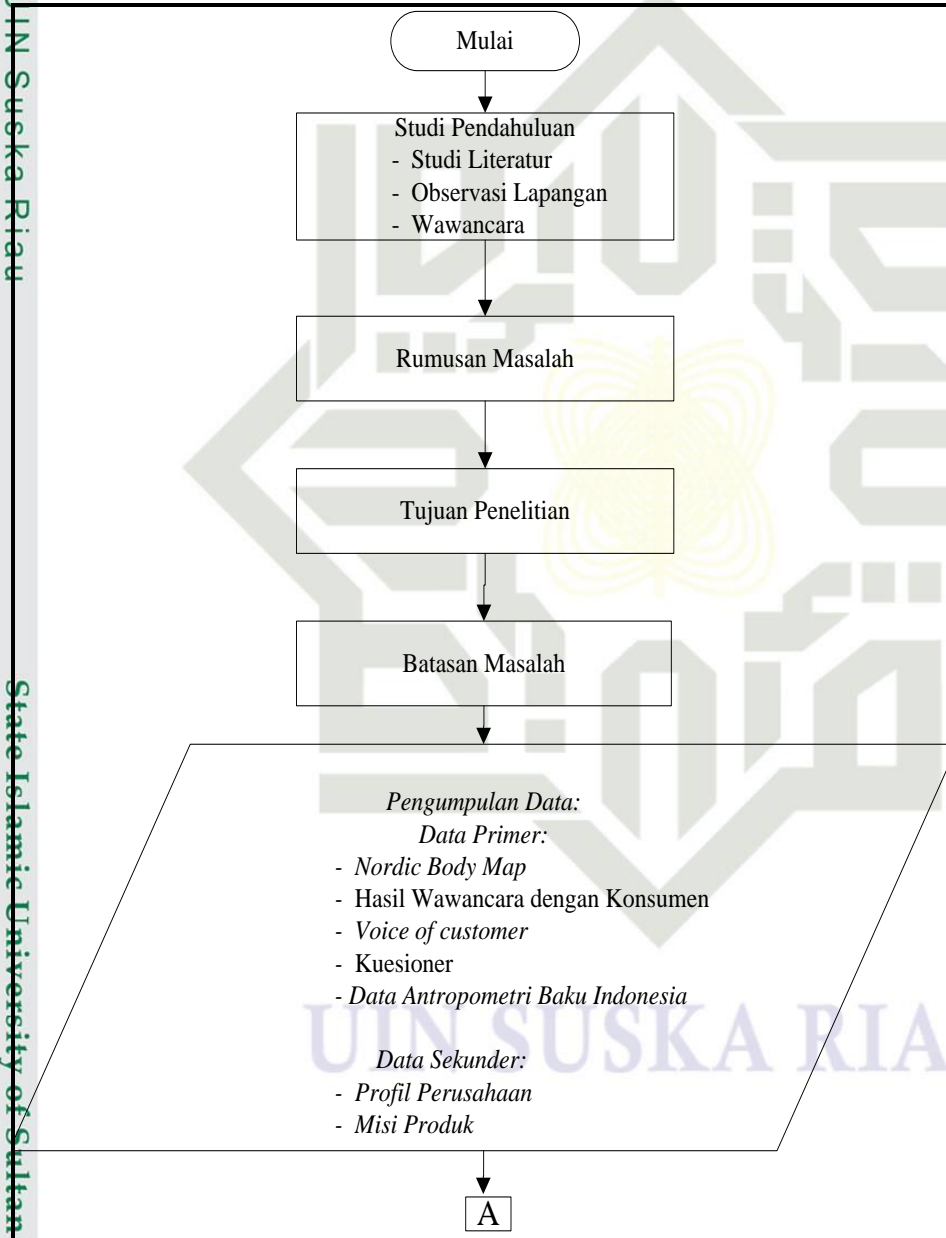 Mulai
Studi Pendahuluan
- Studi Literatur
- Observasi Lapangan
- Wawancara
Rumusan Masalah
Tujuan Penelitian
Batasan Masalah
Pengumpulan Data:
Data Primer:
- Nordic Body Map
- Hasil Wawancara dengan Konsumen
- Voice of customer
- Kuesioner
- Data Antropometri Baku Indonesia
Data Sekunder:
- Profil Perusahaan
- Misi Produk
A
UIN SUSKA RIA
UIN Suska Riau
State Islamic University of Sultan